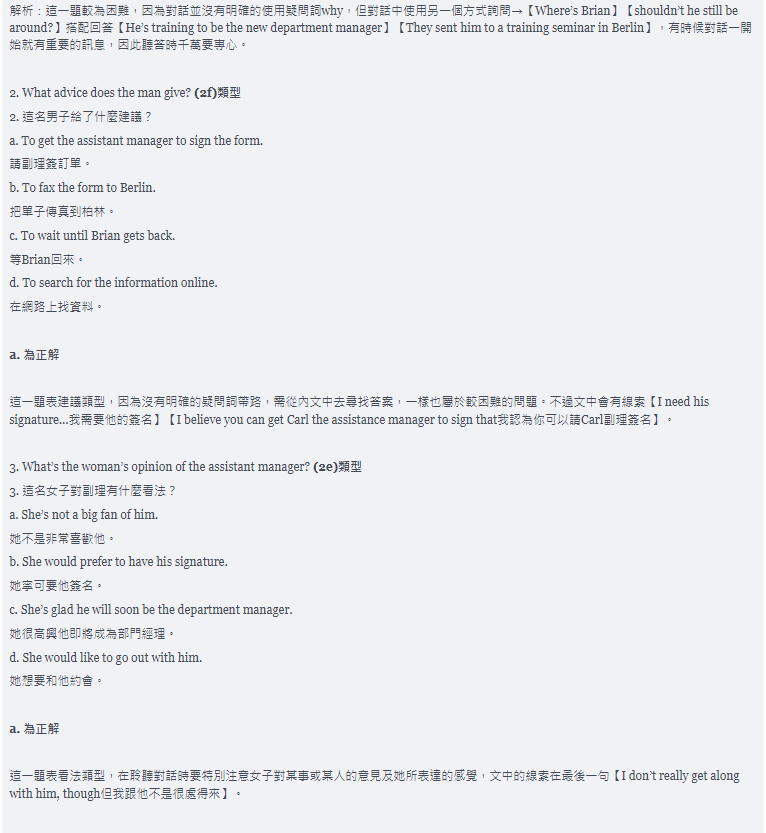 解析：這一題較為困難，因為對話並沒有明確的使用疑問詞why，但對話中使用另一個方式詢問→【Where's Brian】【shouldn't he still be
around?】搭配回答【He's training to be the new department manager】【They sent him to a training seminar in Berlin】，有時候對話一開
始就有重要的訊息，因此聽答時千萬要專心。
2. What advice does the man give? (2f)類型
2. 這名男子給了什麼建議？
a. To get the assistant manager to sign the form.
請副理簽訂單。
b. To fax the form to Berlin.
把單子傳真到柏林。
c. To wait until Brian gets back.
等Brian回來。
d. To search for the information online.
在網路上找資料。
a. 為正解
這一題表建議類型，因為沒有明確的疑問詞帶路，需從內文中去尋找答案，一樣也屬於較困難的問題。不過文中會有線索【I need his
signature...我需要他的簽名】【I believe you can get Carl the assistance manager to sign that我認為你可以請Carl副理簽名】。
3. What's the woman's opinion of the assistant manager? (2e)類型
3. 這名女子對副理有什麼看法？
a. She's not a big fan of him.
她不是非常喜歡他。
b. She would prefer to have his signature.
她寧可要他簽名。
c. She's glad he will soon be the department manager.
她很高興他即將成為部門經理。
d. She would like to go out with him.
她想要和他約會。
a. 為正解
這一題表看法類型，在聆聽對話時要特別注意女子對某事或某人的意見及她所表達的感覺，文中的線索在最後一句【I don't really get along
with him, though但我跟他不是很處得來】。